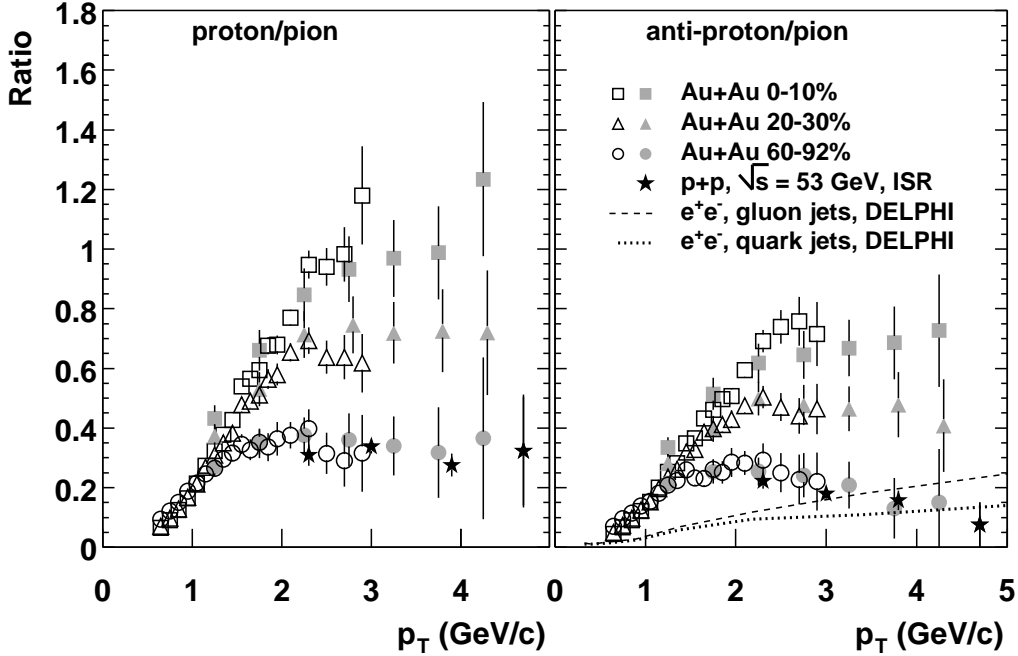 Ratio
proton/pion
anti-proton/pion
1.8
1.6
1.4
1.2
1
0.8
0.6
0.4
0.2
0
Au+Au 0-10%
Au+Au 20-30%
Au+Au 60-92%
p+p, √s = 53 GeV, ISR
e⁺e⁻, gluon jets, DELPHI
e⁺e⁻, quark jets, DELPHI
0 1 2 3 4 0 1 2 3 4 5
p_T (GeV/c) p_T (GeV/c)